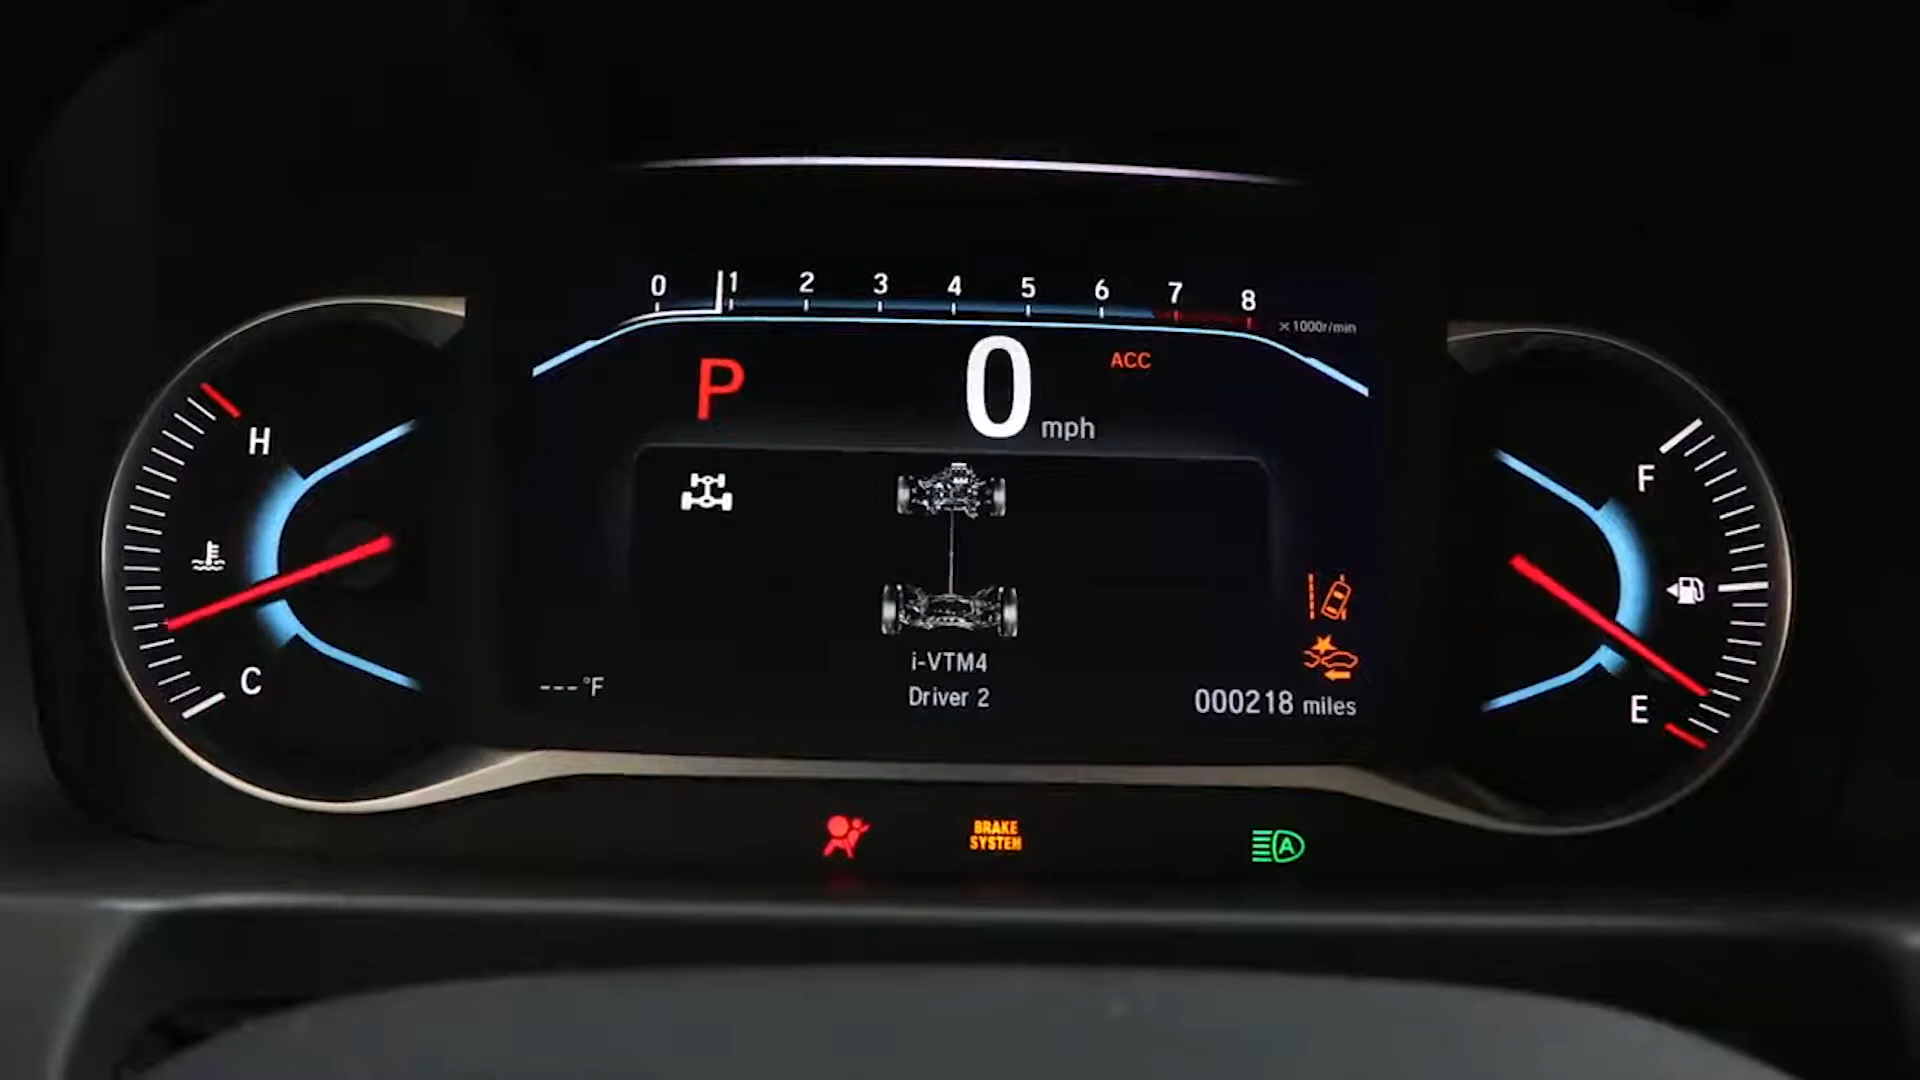 0 1 2 3 4 5 6 7 8
×1000r/min
P 0 mph ACC
H
F
C
E
i-VTM4
Driver 2
---°F
000218 miles
BRAKE
SYSTEM
A